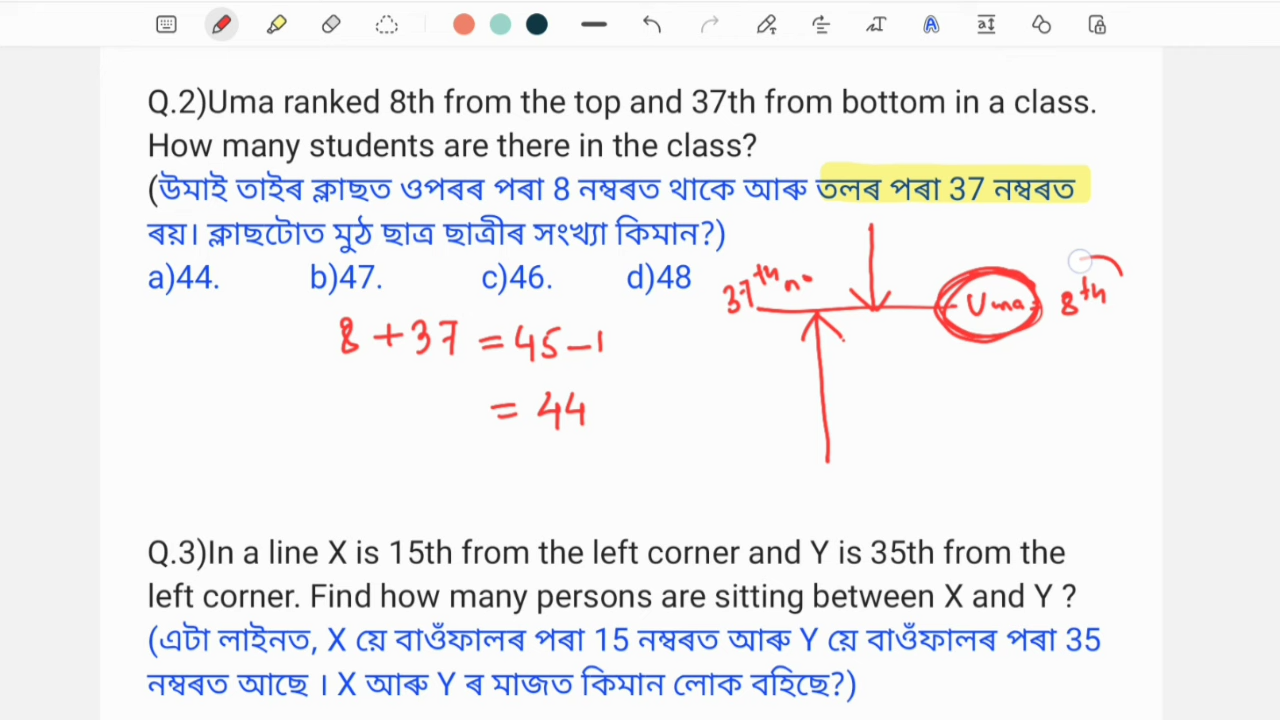 Q.2)Uma ranked 8th from the top and 37th from bottom in a class.
How many students are there in the class?
(উমাই তাইৰ ক্লাছত ওপৰৰ পৰা 8 নম্বৰত থাকে আৰু তলৰ পৰা 37 নম্বৰত
ৰয়। ক্লাছটোত মুঠ ছাত্ৰ ছাত্ৰীৰ সংখ্যা কিমান?)
a)44. b)47. c)46. d)48
37th no. Uma 8th
8 + 37 = 45 - 1
= 44
Q.3)In a line X is 15th from the left corner and Y is 35th from the
left corner. Find how many persons are sitting between X and Y ?
(এটা লাইনত, X য়ে বাওঁফালৰ পৰা 15 নম্বৰত আৰু Y য়ে বাওঁফালৰ পৰা 35
নম্বৰত আছে । X আৰু Y ৰ মাজত কিমান লোক বহিছে?)